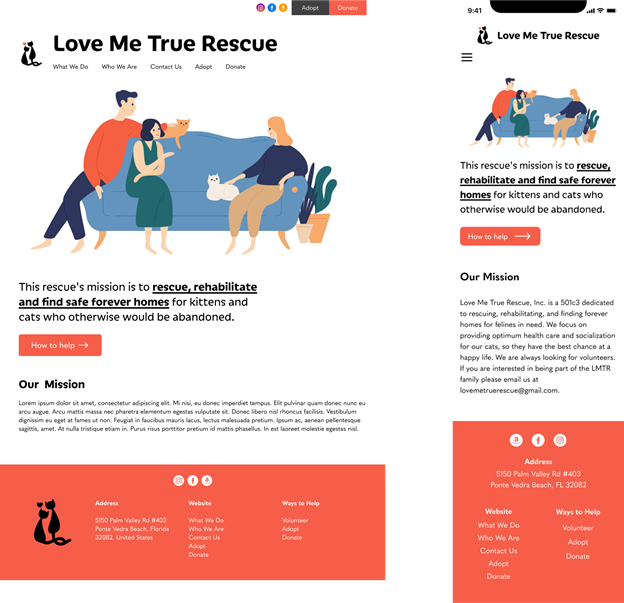 Adopt Donate
Love Me True Rescue
What We Do Who We Are Contact Us Adopt Donate
This rescue's mission is to rescue, rehabilitate
and find safe forever homes for kittens and
cats who otherwise would be abandoned.
How to help →
Our Mission
Lorem ipsum dolor sit amet, consectetur adipiscing elit. Mi nisi, eu donec imperdiet tempus. Elit pulvinar quam donec nunc eu
arcu augue. Arcu mattis massa nec pharetra elementum egestas vulputate sit. Donec libero nisl rhoncus facilisis. Vestibulum
dignissim eu eget at fames ut non. Feugiat in faucibus mauris lacus, lectus malesuada pretium. Ipsum ac, aenean pellentesque
sagittis, amet. At nulla tristique etiam in. Purus risus porttitor pretium id mattis phasellus. In est laoreet molestie egestas nisl.
Address
5150 Palm Valley Rd #403
Ponte Vedra Beach, Florida
32082, United States
Website
What We Do
Who We Are
Contact Us
Adopt
Donate
Ways to Help
Volunteer
Adopt
Donate
9:41
Love Me True Rescue
This rescue's mission is to rescue,
rehabilitate and find safe forever
homes for kittens and cats who
otherwise would be abandoned.
How to help →
Our Mission
Love Me True Rescue, Inc. is a 501c3 dedicated
to rescuing, rehabilitating, and finding forever
homes for felines in need. We focus on
providing optimum health care and socialization
for our cats, so they have the best chance at a
happy life. We are always looking for volunteers.
If you are interested in being part of the LMTR
family please email us at
lovemetruerescue@gmail.com.
Address
5150 Palm Valley Rd #403
Ponte Vedra Beach, FL 32082
Website
What We Do
Who We Are
Contact Us
Adopt
Donate
Ways to Help
Volunteer
Adopt
Donate